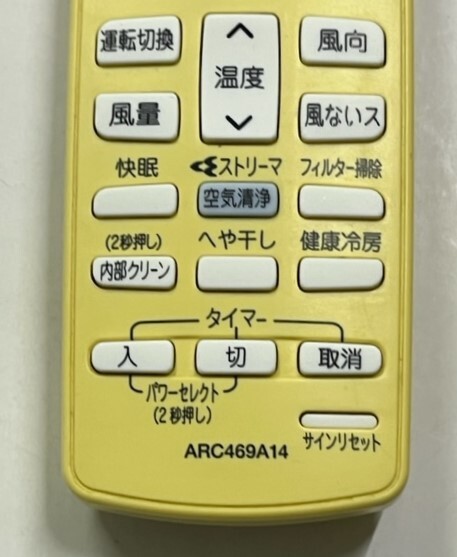 運転切換
温度
風向
風量
風ないス
快眠
ストリーマ
フィルター掃除
空気清浄
(2秒押し)
へや干し
健康冷房
内部クリーン
タイマー
入
切
取消
パワーセレクト
(2秒押し)
サインリセット
ARC469A14